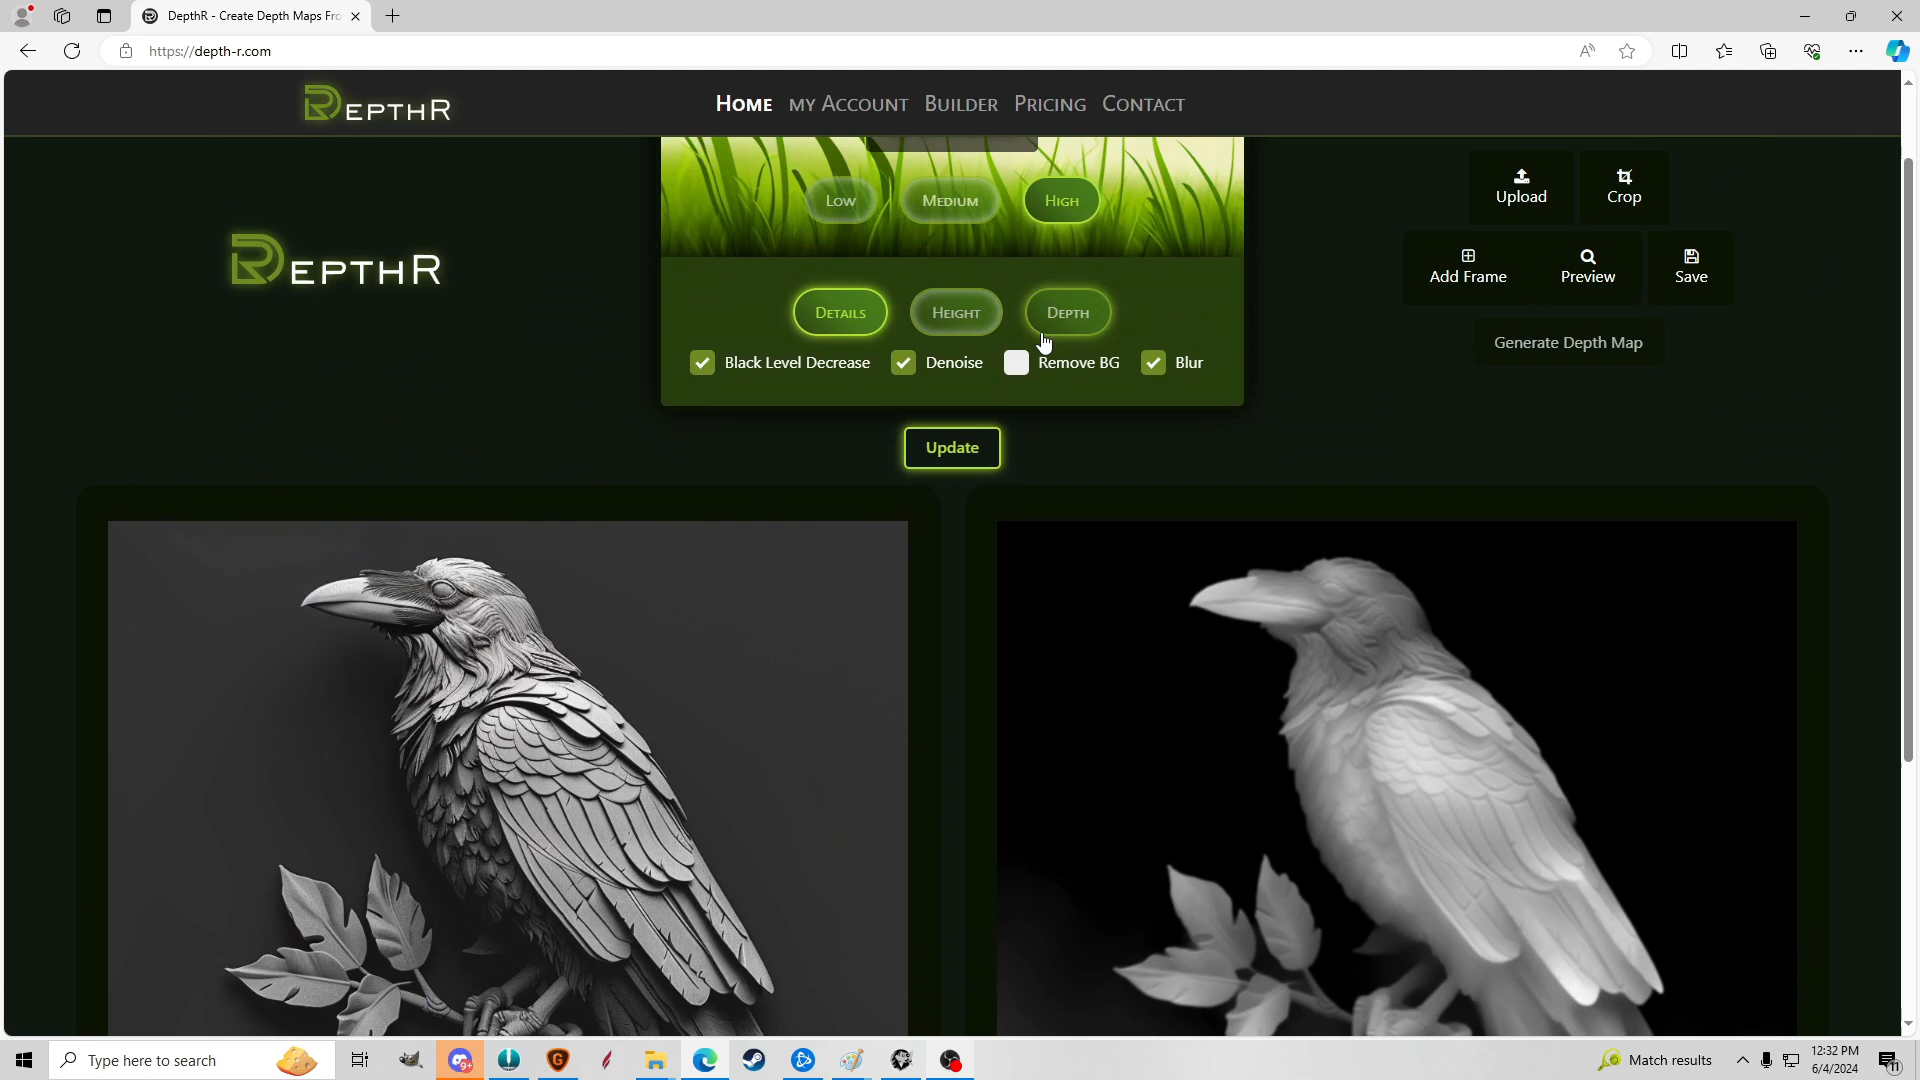 DepthR - Create Depth Maps Fro
https://depth-r.com
DEPTHR
HOME MY ACCOUNT BUILDER PRICING CONTACT
LOW MEDIUM HIGH
Upload Crop
DEPTHR
Add Frame Preview Save
DETAILS HEIGHT DEPTH
Generate Depth Map
Black Level Decrease Denoise Remove BG Blur
Update
Type here to search
9+
Match results
12:32 PM
6/4/2024
11